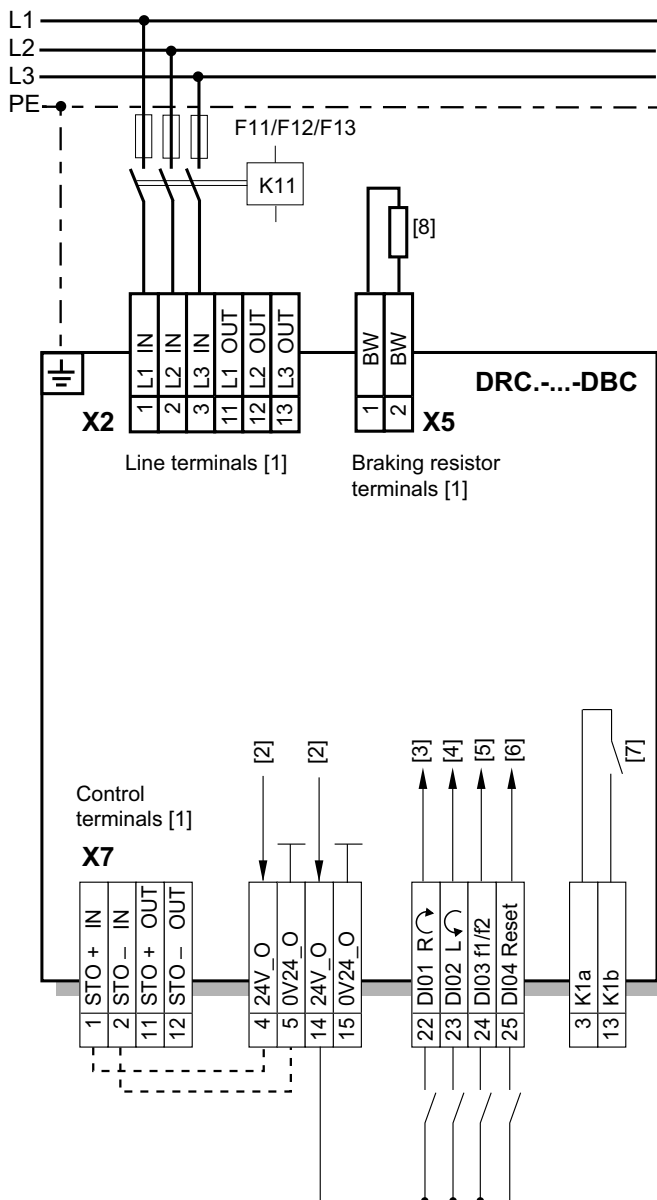 L1
L2
L3
PE
F11/F12/F13
K11
[8]
1 L1 IN
2 L2 IN
3 L3 IN
11 L1 OUT
12 L2 OUT
13 L3 OUT
1 BW
2 BW
DRC.-...-DBC
X2
X5
Line terminals [1]
Braking resistor
terminals [1]
[2]
[2]
[3]
[4]
[5]
[6]
[7]
Control
terminals [1]
X7
1 STO + IN
2 STO – IN
11 STO + OUT
12 STO – OUT
4 24V_O
5 0V24_O
14 24V_O
15 0V24_O
22 DI01 R
23 DI02 L
24 DI03 f1/f2
25 DI04 Reset
3 K1a
13 K1b